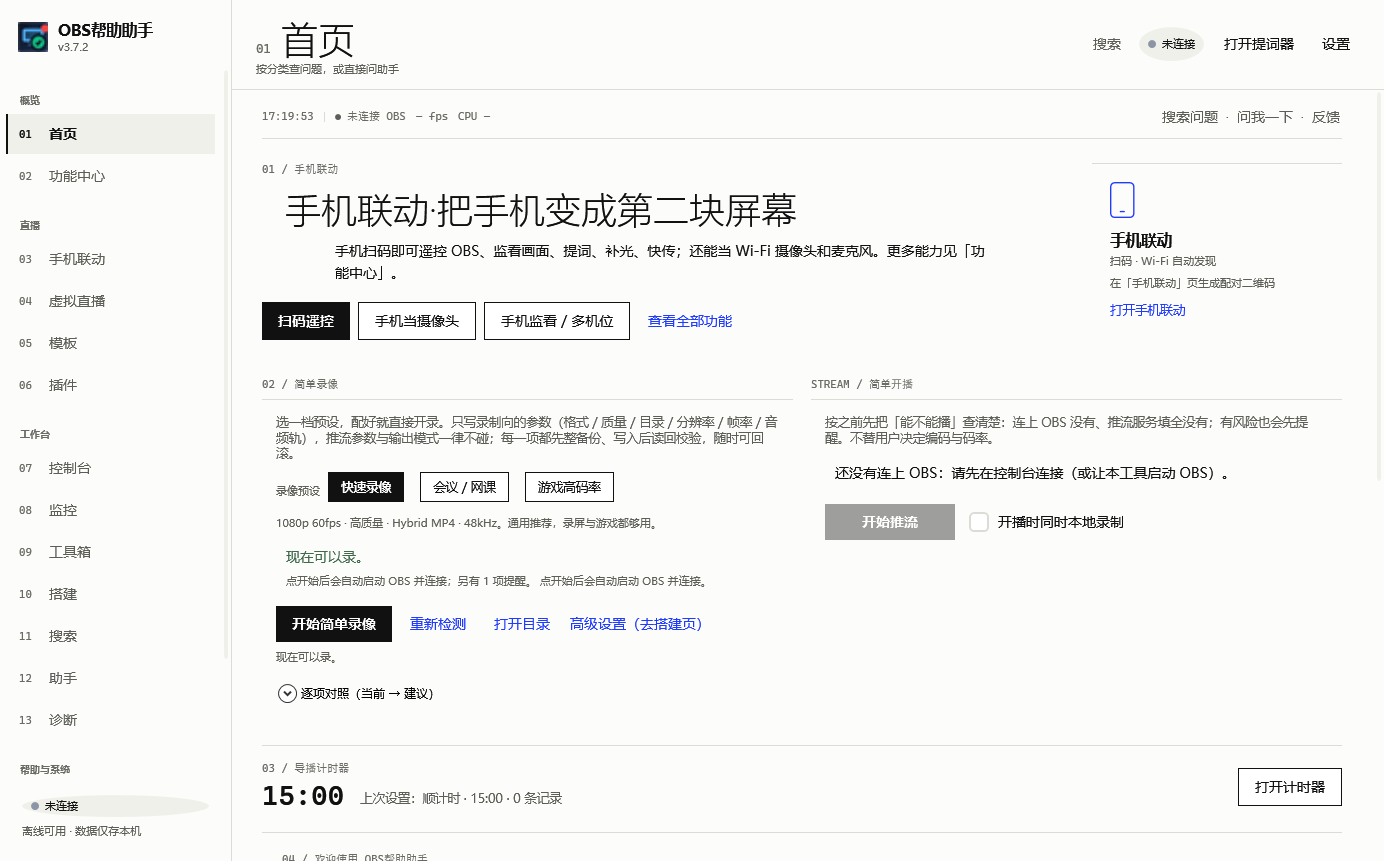 OBS帮助助手
v3.7.2
概览
01 首页
02 功能中心
直播
03 手机联动
04 虚拟直播
05 模板
06 插件
工作台
07 控制台
08 监控
09 工具箱
10 搭建
11 搜索
12 助手
13 诊断
帮助与系统
未连接
离线可用 · 数据仅存本机
01 首页
按分类查问题，或直接问助手
搜索 未连接 打开提词器 设置
17:19:53 未连接 OBS — fps CPU —
搜索问题 · 问我一下 · 反馈
01 / 手机联动
手机联动·把手机变成第二块屏幕
手机扫码即可遥控 OBS、监看画面、提词、补光、快传；还能当 Wi-Fi 摄像头和麦克风。更多能力见「功
能中心」。
扫码遥控 手机当摄像头 手机监看 / 多机位 查看全部功能
手机联动
扫码 · Wi-Fi 自动发现
在「手机联动」页生成配对二维码
打开手机联动
02 / 简单录像
选一档预设，配好就直接开录。只写录制向的参数（格式 / 质量 / 目录 / 分辨率 / 帧率 / 音
频轨），推流参数与输出模式一律不碰；每一项都先整备份、写入后读回校验，随时可回
滚。
录像预设 快速录像 会议 / 网课 游戏高码率
1080p 60fps · 高质量 · Hybrid MP4 · 48kHz。通用推荐，录屏与游戏都够用。
现在可以录。
点开始后会自动启动 OBS 并连接；另有 1 项提醒。 点开始后会自动启动 OBS 并连接。
开始简单录像 重新检测 打开目录 高级设置（去搭建页）
现在可以录。
逐项对照（当前 → 建议）
STREAM / 简单开播
按之前先把「能不能播」查清楚：连上 OBS 没有、推流服务填全没有；有风险也会先提
醒。不替用户决定编码与码率。
还没有连上 OBS：请先在控制台连接（或让本工具启动 OBS）。
开始推流 开播时同时本地录制
03 / 导播计时器
15:00 上次设置：顺计时 · 15:00 · 0 条记录
打开计时器
04 / 欢迎使用 OBS帮助助手